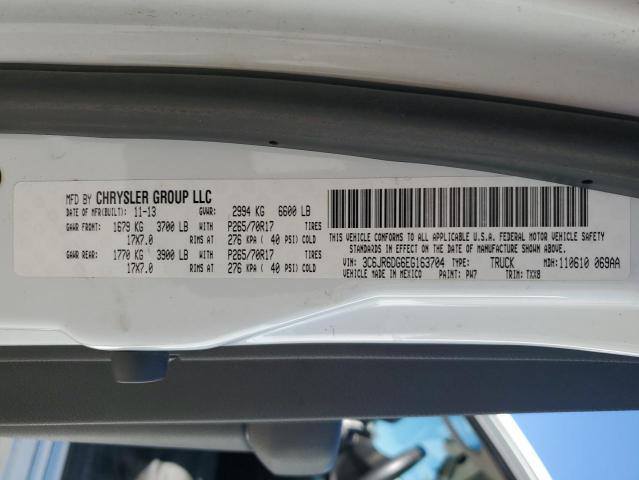 MFD BY CHRYSLER GROUP LLC
DATE OF MFR(BUILT): 11-13 GVWR: 2994 KG 6600 LB
GAWR FRONT: 1679 KG 3700 LB WITH P265/70R17 TIRES
17X7.0 RIMS AT 276 KPA ( 40 PSI) COLD
GAWR REAR: 1770 KG 3900 LB WITH P265/70R17 TIRES
17X7.0 RIMS AT 276 KPA ( 40 PSI) COLD
THIS VEHICLE CONFORMS TO ALL APPLICABLE U.S.A. FEDERAL MOTOR VEHICLE SAFETY
STANDARDS IN EFFECT ON THE DATE OF MANUFACTURE SHOWN ABOVE.
VIN: 3C6JR6DG6EG163704 TYPE: TRUCK MDH: 110610 069AA
MADE IN MEXICO PAINT: PW7 TRIM: TXX8